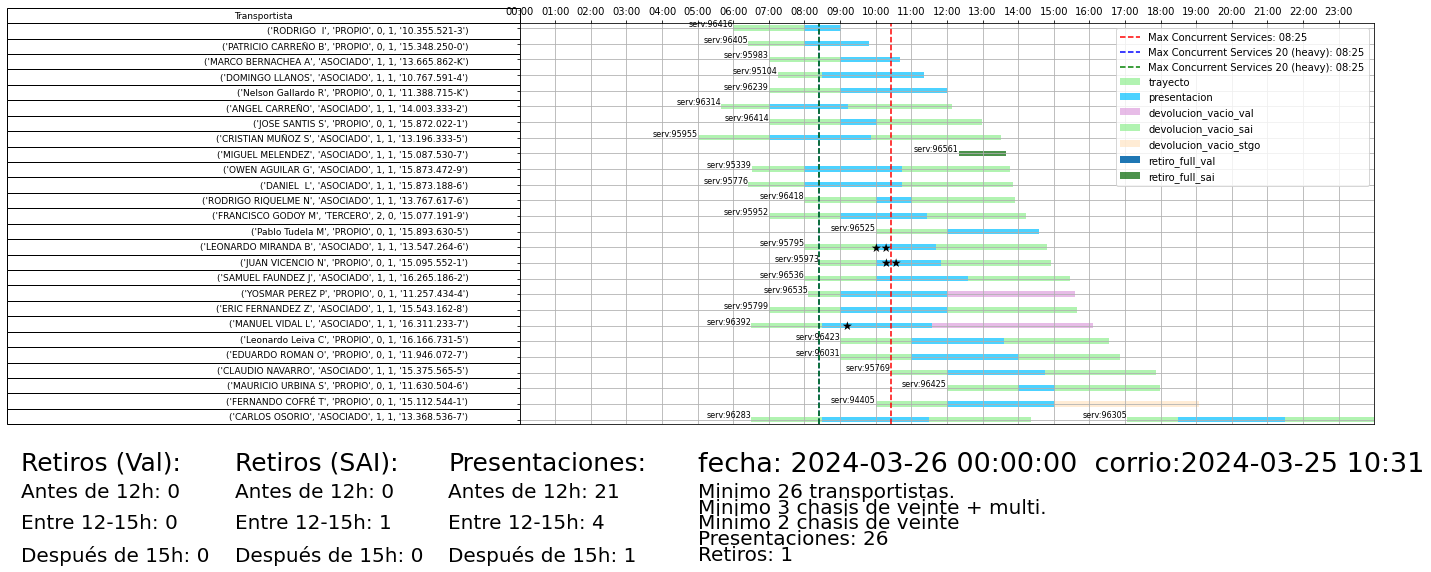 Transportista
00:00 01:00 02:00 03:00 04:00 05:00 06:00 07:00 08:00 09:00 10:00 11:00 12:00 13:00 14:00 15:00 16:00 17:00 18:00 19:00 20:00 21:00 22:00 23:00
('RODRIGO I', 'PROPIO', 0, 1, '10.355.521-3') serv:96416
('PATRICIO CARREÑO B', 'PROPIO', 0, 1, '15.348.250-0') serv:96405
('MARCO BERNACHEA A', 'ASOCIADO', 1, 1, '13.665.862-K') serv:95983
('DOMINGO LLANOS', 'ASOCIADO', 1, 1, '10.767.591-4') serv:95104
('Nelson Gallardo R', 'PROPIO', 0, 1, '11.388.715-K') serv:96239
('ANGEL CARREÑO', 'ASOCIADO', 1, 1, '14.003.333-2') serv:96314
('JOSE SANTIS S', 'PROPIO', 0, 1, '15.872.022-1') serv:96414
('CRISTIAN MUÑOZ S', 'ASOCIADO', 1, 1, '13.196.333-5') serv:95955
('MIGUEL MELENDEZ', 'ASOCIADO', 1, 1, '15.087.530-7') serv:96561
('OWEN AGUILAR G', 'ASOCIADO', 1, 1, '15.873.472-9') serv:95339
('DANIEL L', 'ASOCIADO', 1, 1, '15.873.188-6') serv:95776
('RODRIGO RIQUELME N', 'ASOCIADO', 1, 1, '13.767.617-6') serv:96418
('FRANCISCO GODOY M', 'TERCERO', 2, 0, '15.077.191-9') serv:95952
('Pablo Tudela M', 'PROPIO', 0, 1, '15.893.630-5') serv:96525
('LEONARDO MIRANDA B', 'ASOCIADO', 1, 1, '13.547.264-6') serv:95795
('JUAN VICENCIO N', 'PROPIO', 0, 1, '15.095.552-1') serv:95973
('SAMUEL FAUNDEZ J', 'ASOCIADO', 1, 1, '16.265.186-2') serv:96536
('YOSMAR PEREZ P', 'PROPIO', 0, 1, '11.257.434-4') serv:96535
('ERIC FERNANDEZ Z', 'ASOCIADO', 1, 1, '15.543.162-8') serv:95799
('MANUEL VIDAL L', 'ASOCIADO', 1, 1, '16.311.233-7') serv:96392
('Leonardo Leiva C', 'PROPIO', 0, 1, '16.166.731-5') serv:96423
('EDUARDO ROMAN O', 'PROPIO', 0, 1, '11.946.072-7') serv:96031
('CLAUDIO NAVARRO', 'ASOCIADO', 1, 1, '15.375.565-5') serv:95769
('MAURICIO URBINA S', 'PROPIO', 0, 1, '11.630.504-6') serv:96425
('FERNANDO COFRÉ T', 'PROPIO', 0, 1, '15.112.544-1') serv:94405
('CARLOS OSORIO', 'ASOCIADO', 1, 1, '13.368.536-7') serv:96283 serv:96305
Max Concurrent Services: 08:25
Max Concurrent Services 20 (heavy): 08:25
Max Concurrent Services 20 (heavy): 08:25
trayecto
presentacion
devolucion_vacio_val
devolucion_vacio_sai
devolucion_vacio_stgo
retiro_full_val
retiro_full_sai
Retiros (Val):
Antes de 12h: 0
Entre 12-15h: 0
Después de 15h: 0
Retiros (SAI):
Antes de 12h: 0
Entre 12-15h: 1
Después de 15h: 0
Presentaciones:
Antes de 12h: 21
Entre 12-15h: 4
Después de 15h: 1
fecha: 2024-03-26 00:00:00 corrio:2024-03-25 10:31
Minimo 26 transportistas.
Minimo 3 chasis de veinte + multi.
Minimo 2 chasis de veinte
Presentaciones: 26
Retiros: 1